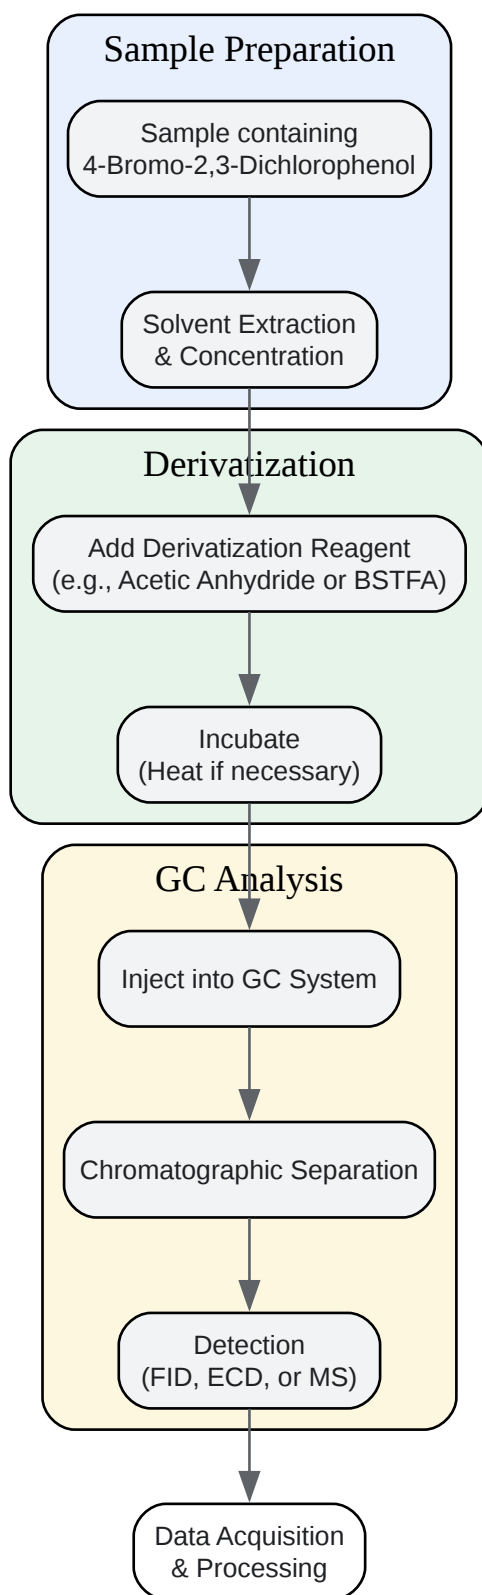 Sample Preparation
Sample containing
4-Bromo-2,3-Dichlorophenol
Solvent Extraction
& Concentration
Derivatization
Add Derivatization Reagent
(e.g., Acetic Anhydride or BSTFA)
Incubate
(Heat if necessary)
GC Analysis
Inject into GC System
Chromatographic Separation
Detection
(FID, ECD, or MS)
Data Acquisition
& Processing